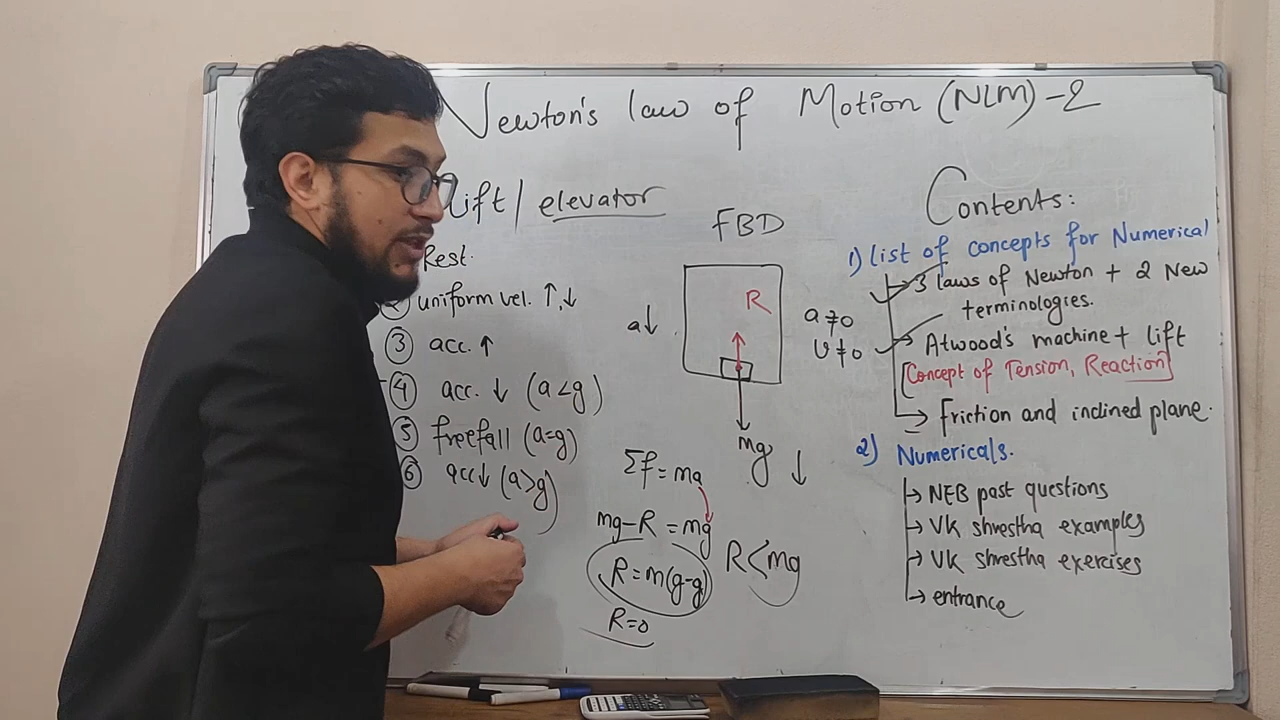 Newton's law of Motion (NLM)-2
lift / elevator
Rest.
② uniform vel. ↑,↓
③ acc. ↑
④ acc. ↓ (a<g)
⑤ freefall (a=g)
⑥ acc↓ (a>g)
FBD
a↓
R
a≠0
v≠0
mg
↓
Σf=ma
mg-R=mg
R=m(g-g)
R=0
R<mg
Contents:
1) list of concepts for Numerical
→ 3 laws of Newton + 2 New
terminologies.
→ Atwood's machine + lift
[Concept of Tension, Reaction]
→ friction and inclined plane.
2) Numericals.
→ NEB past questions
→ VK shrestha examples
→ VK shrestha exercises
→ entrance